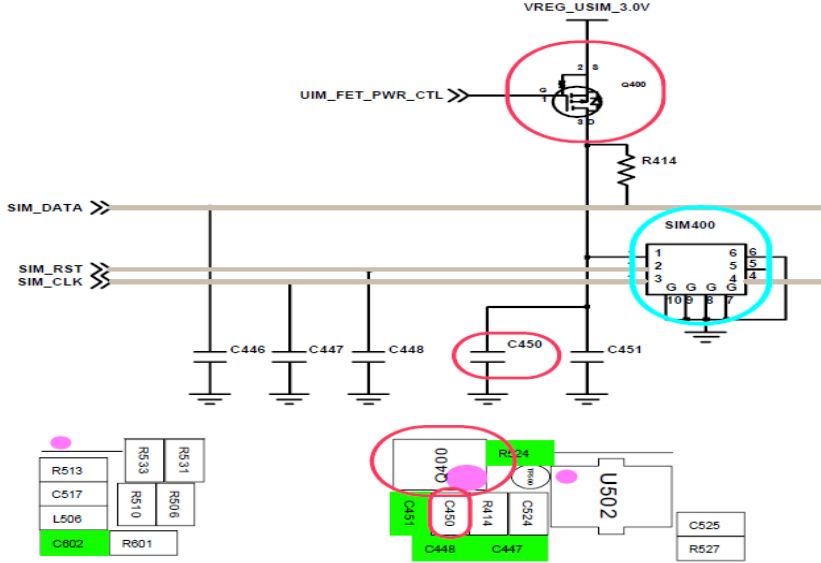 VREG_USIM_3.0V
2 S
Q400
UIM_FET_PWR_CTL
G
1
3 D
R414
SIM_DATA
SIM400
1 6 6
SIM_RST 2 5 5
SIM_CLK 3 4 4
G G G G
10 9 8 7
C446 C447 C448 C450 C451
R513 R533 R531 Q400 R524
C517 R510 R506 C451 C450 R414 C524 U502
L506 C525
C602 R601 C448 C447 R527